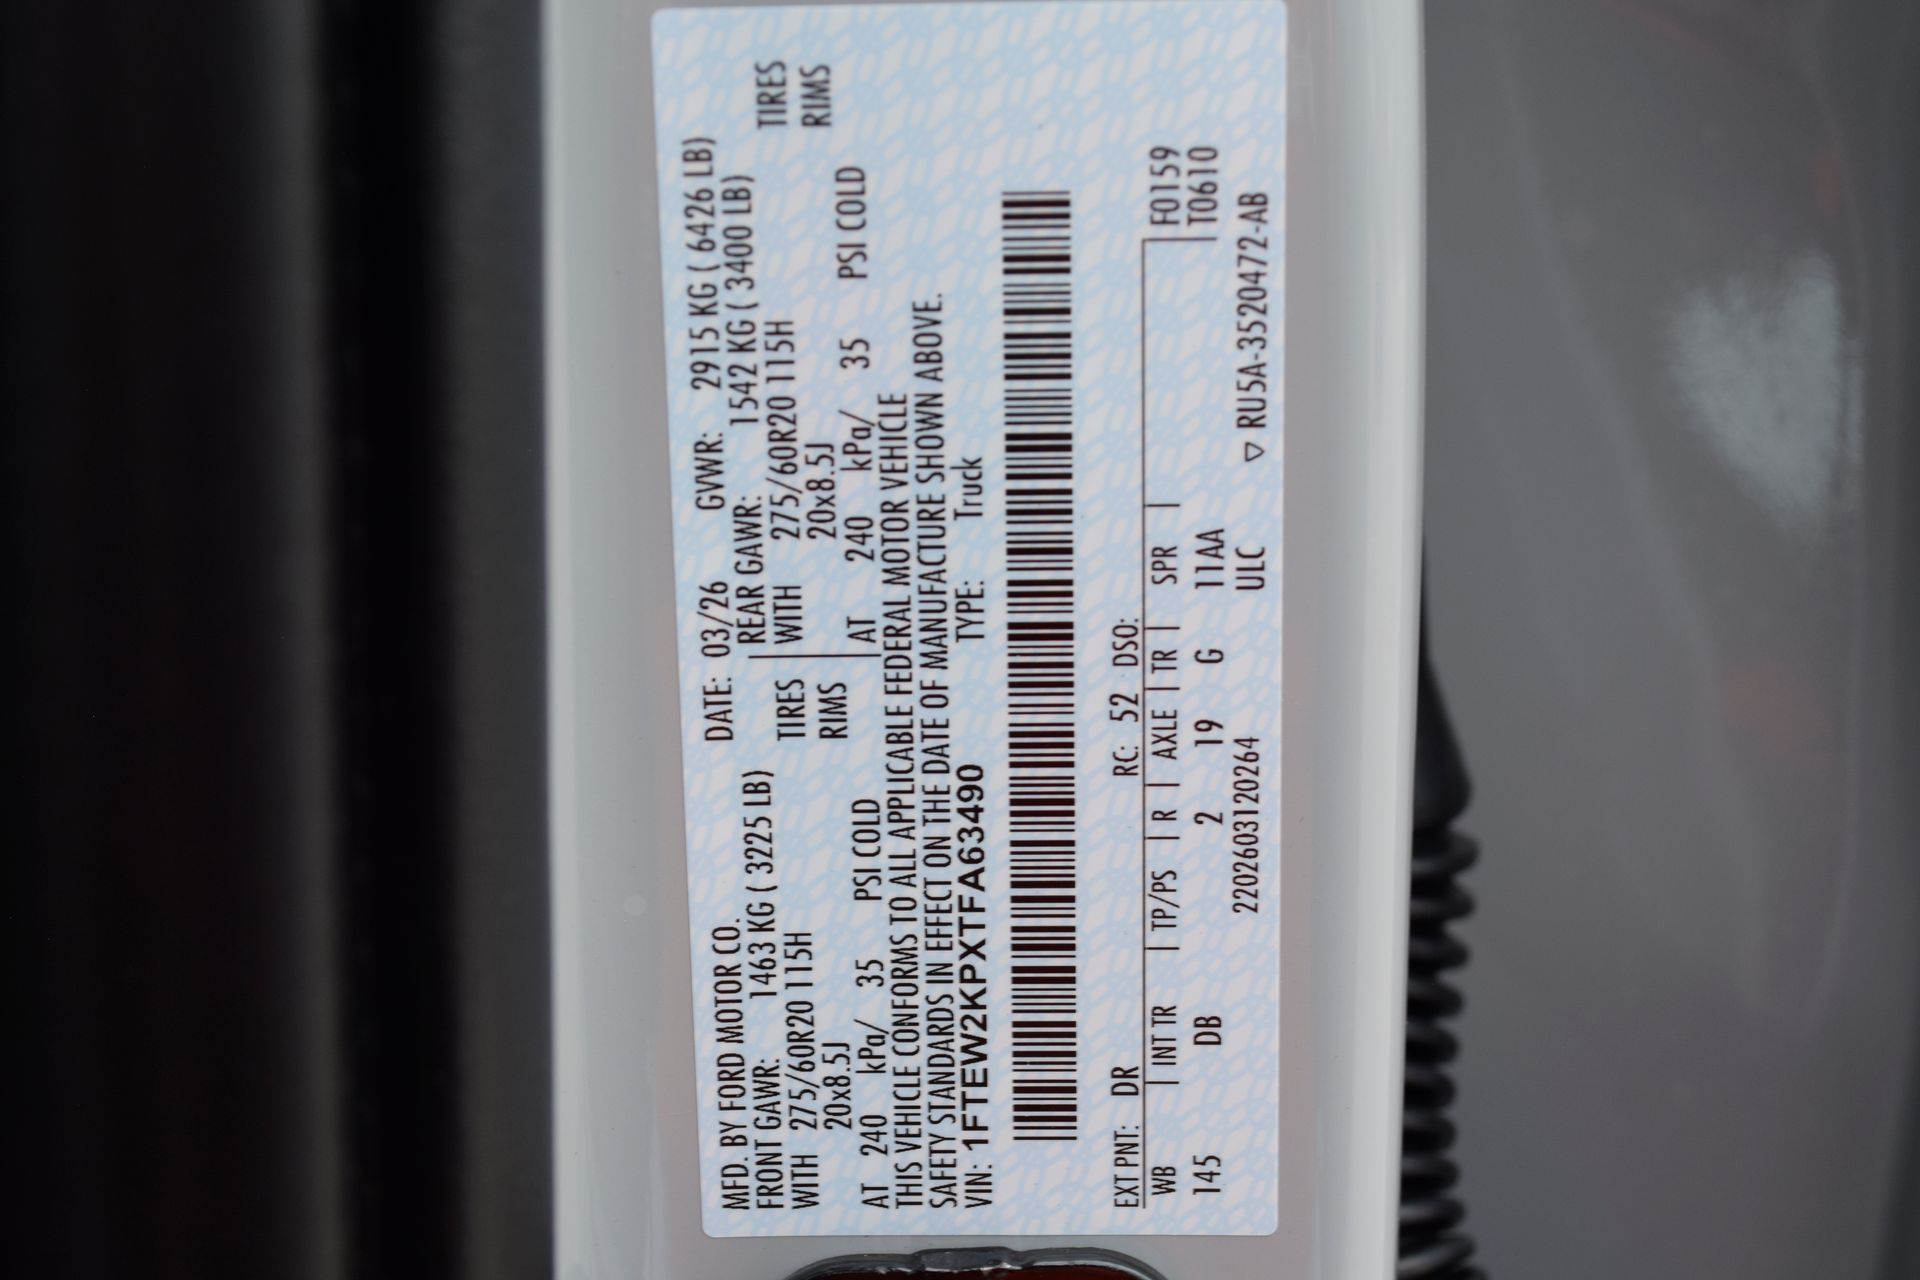 MFD. BY FORD MOTOR CO. DATE: 03/26 GVWR: 2915 KG ( 6426 LB)
FRONT GAWR: 1463 KG ( 3225 LB) REAR GAWR: 1542 KG ( 3400 LB)
WITH 275/60R20 115H TIRES WITH 275/60R20 115H TIRES
20x8.5J RIMS 20x8.5J RIMS
AT 240 kPa/ 35 PSI COLD AT 240 kPa/ 35 PSI COLD
THIS VEHICLE CONFORMS TO ALL APPLICABLE FEDERAL MOTOR VEHICLE
SAFETY STANDARDS IN EFFECT ON THE DATE OF MANUFACTURE SHOWN ABOVE.
VIN: 1FTEW2KPXTFA63490 TYPE: Truck
EXT PNT: DR RC: 52 DSO: F0159
WB INT TR TP/PS R AXLE TR SPR T0610
145 DB 2 19 G 11AA
220260312026​4 ULC ▽ RU5A-3520472-AB